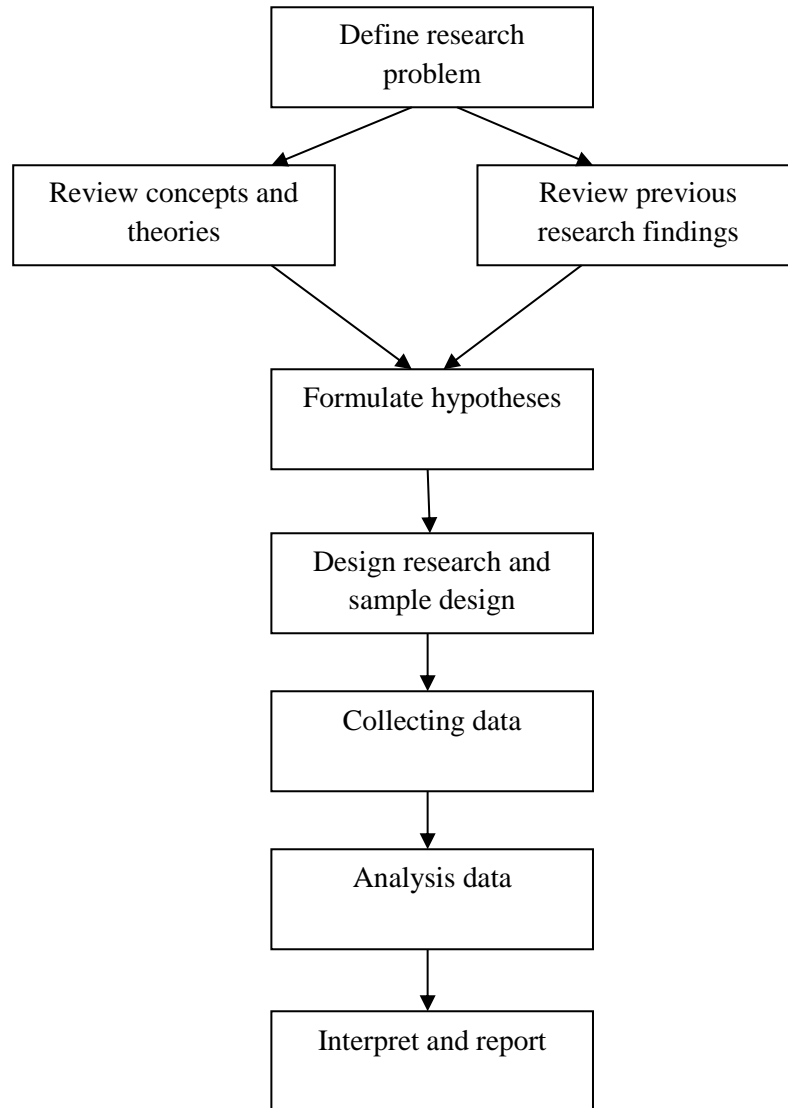 Define research
problem
Review concepts and
theories
Review previous
research findings
Formulate hypotheses
Design research and
sample design
Collecting data
Analysis data
Interpret and report